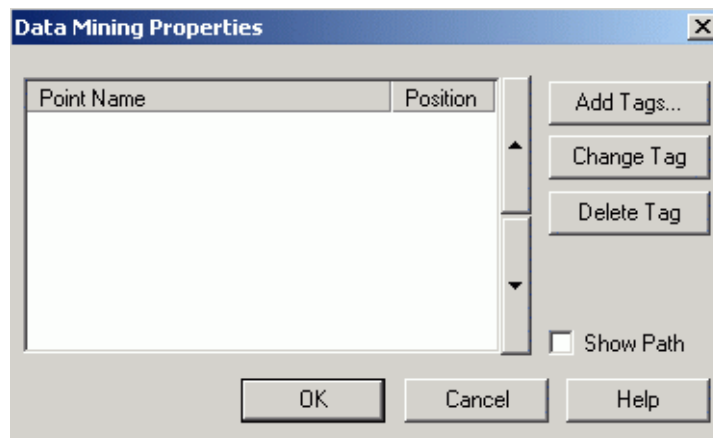 Data Mining Properties
Point Name Position
Add Tags...
Change Tag
Delete Tag
Show Path
OK Cancel Help